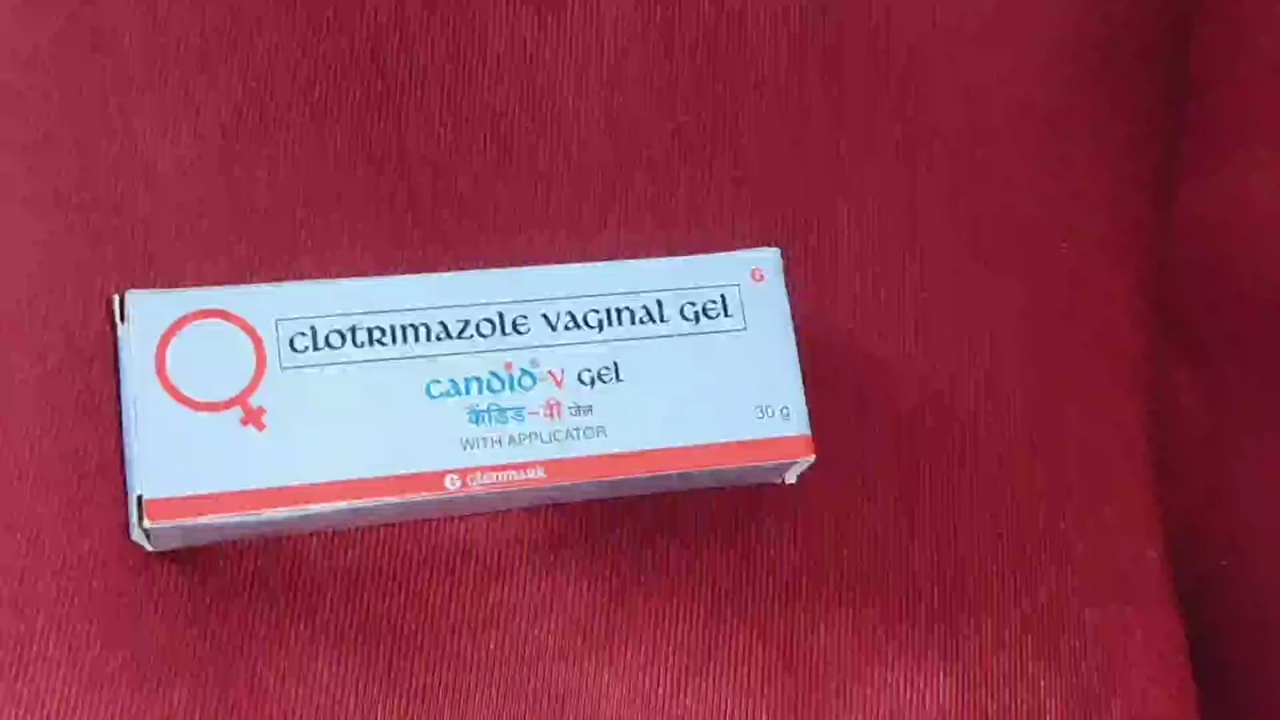 G
CLOTRIMAZOLE VAGINAL GEL
CANDID®-V GEL
कैंडिड-वी जेल
30 g
WITH APPLICATOR
G glenmark